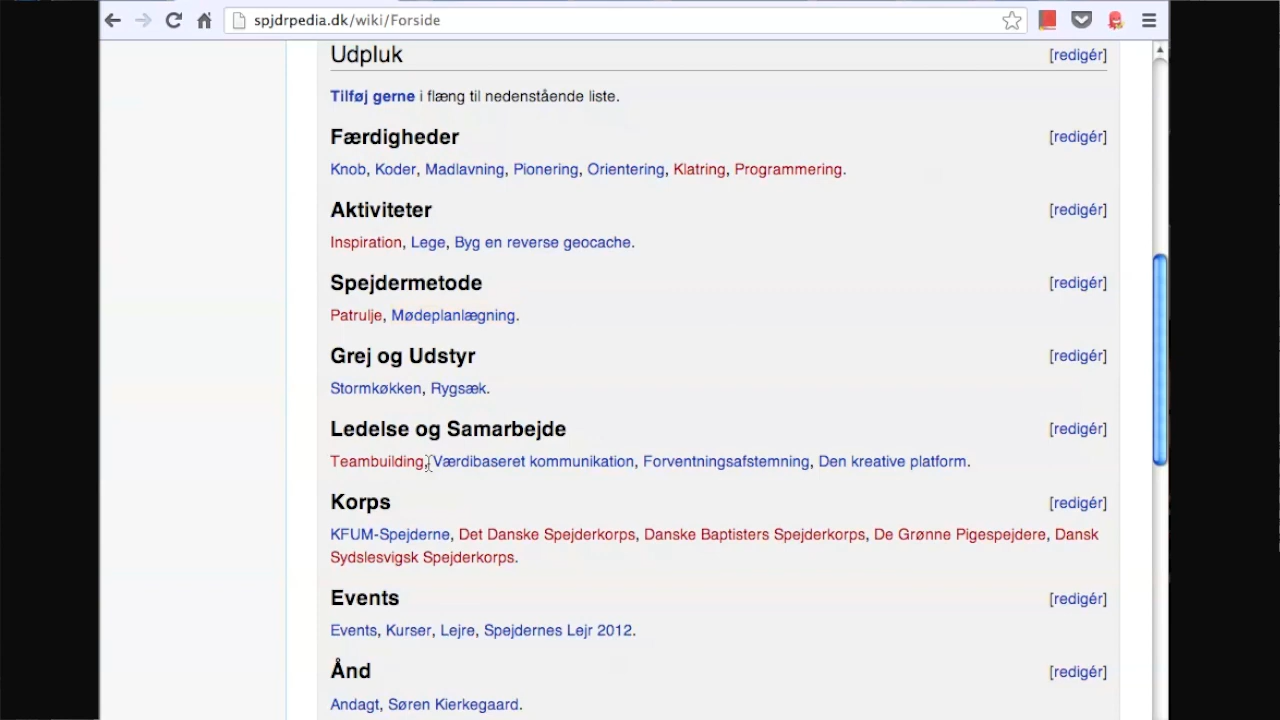 spjdrpedia.dk/wiki/Forside
Udpluk [redigér]
Tilføj gerne i flæng til nedenstående liste.
Færdigheder [redigér]
Knob, Koder, Madlavning, Pionering, Orientering, Klatring, Programmering.
Aktiviteter [redigér]
Inspiration, Lege, Byg en reverse geocache.
Spejdermetode [redigér]
Patrulje, Mødeplanlægning.
Grej og Udstyr [redigér]
Stormkøkken, Rygsæk.
Ledelse og Samarbejde [redigér]
Teambuilding, Værdibaseret kommunikation, Forventningsafstemning, Den kreative platform.
Korps [redigér]
KFUM-Spejderne, Det Danske Spejderkorps, Danske Baptisters Spejderkorps, De Grønne Pigespejdere, Dansk
Sydslesvigsk Spejderkorps.
Events [redigér]
Events, Kurser, Lejre, Spejdernes Lejr 2012.
Ånd [redigér]
Andagt, Søren Kierkegaard.